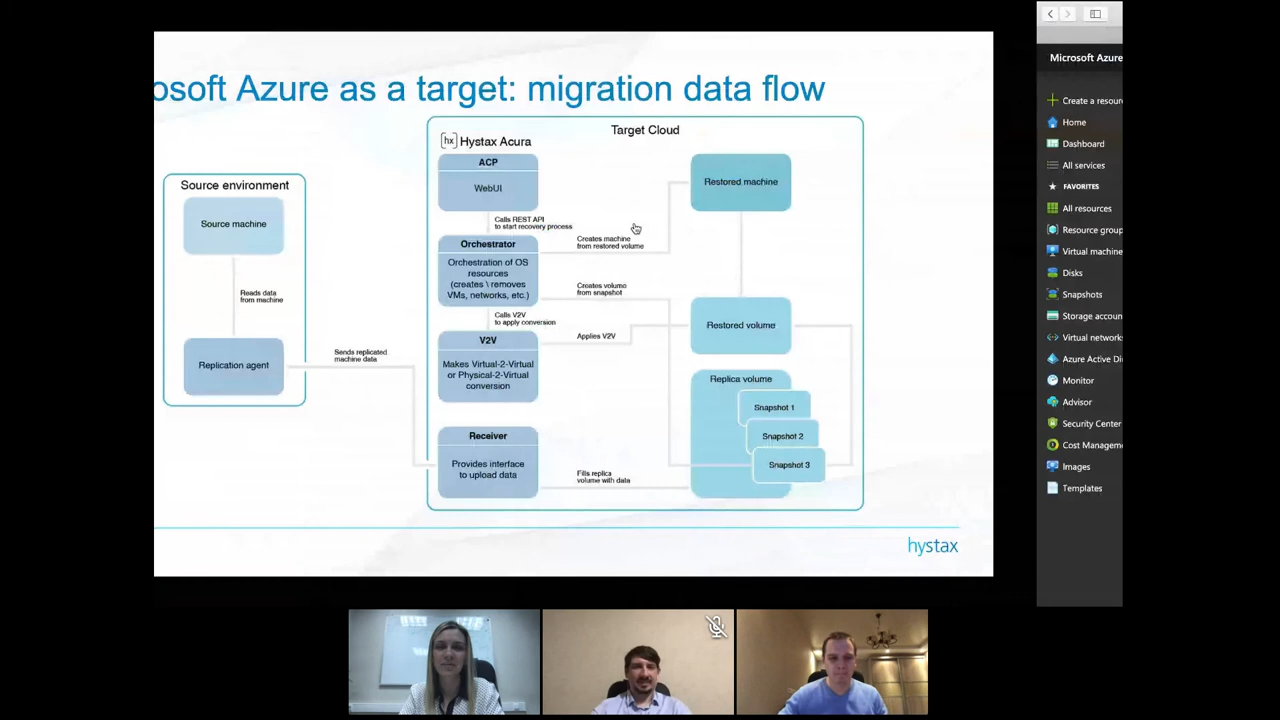 osoft Azure as a target: migration data flow
Source environment
Source machine
Reads data
from machine
Replication agent
Sends replicated
machine data
Target Cloud
[hx] Hystax Acura
ACP
WebUI
Calls REST API
to start recovery process
Orchestrator
Orchestration of OS
resources
(creates \ removes
VMs, networks, etc.)
Calls V2V
to apply conversion
V2V
Makes Virtual-2-Virtual
or Physical-2-Virtual
conversion
Receiver
Provides interface
to upload data
Creates machine
from restored volume
Creates volume
from snapshot
Applies V2V
Fills replica
volume with data
Restored machine
Restored volume
Replica volume
Snapshot 1
Snapshot 2
Snapshot 3
hystax
Microsoft Azure
Create a resour
Home
Dashboard
All services
FAVORITES
All resources
Resource group
Virtual machine
Disks
Snapshots
Storage accoun
Virtual network
Azure Active Di
Monitor
Advisor
Security Center
Cost Manageme
Images
Templates